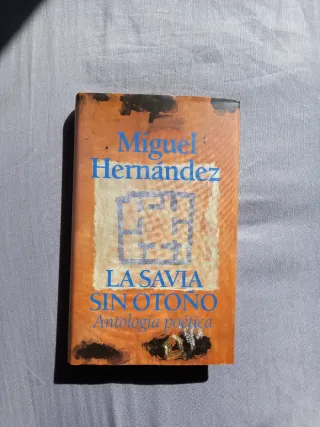 Miguel
Hernández
LA SAVIA
SIN OTOÑO
Antología poética